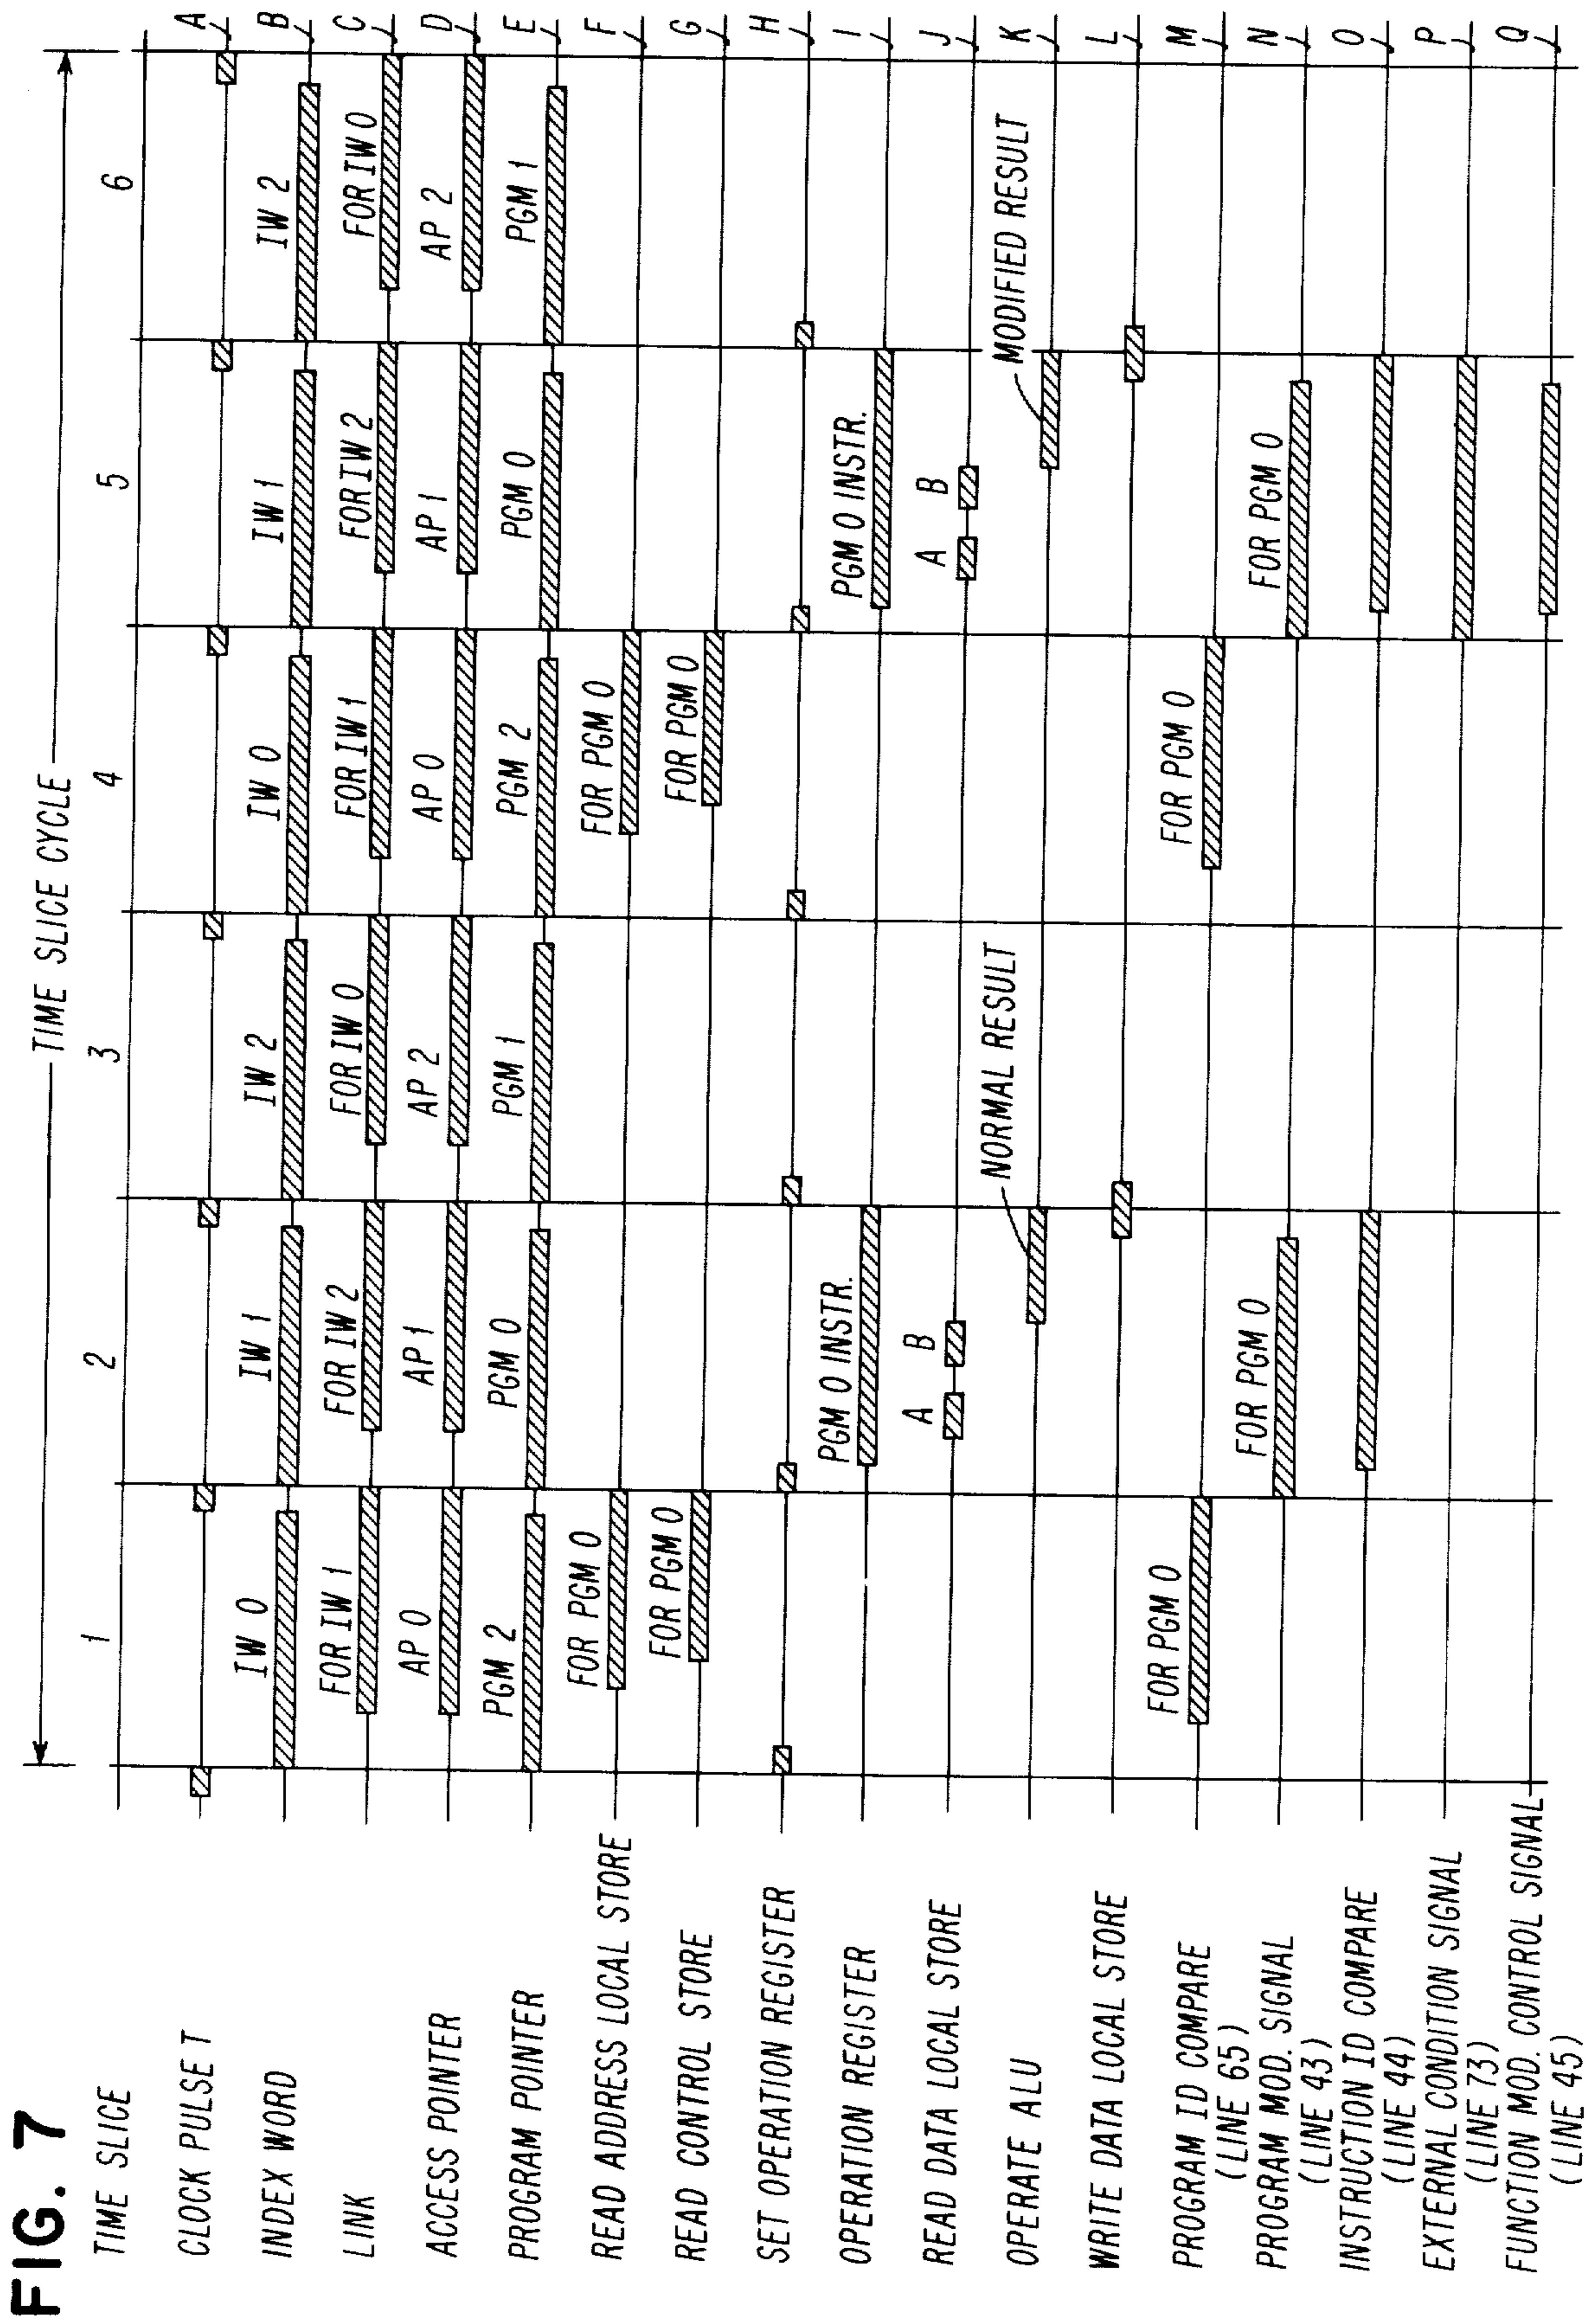 FIG. 7
TIME SLICE CYCLE
TIME SLICE 1 2 3 4 5 6
CLOCK PULSE T A
INDEX WORD IW 0 IW 1 IW 2 IW 0 IW 1 IW 2 B
LINK FOR IW 1 FOR IW 2 FOR IW 0 FOR IW 1 FOR IW 2 FOR IW 0 C
ACCESS POINTER AP 0 AP 1 AP 2 AP 0 AP 1 AP 2 D
PROGRAM POINTER PGM 2 PGM 0 PGM 1 PGM 2 PGM 0 PGM 1 E
READ ADDRESS LOCAL STORE FOR PGM 0 FOR PGM 0 F
READ CONTROL STORE FOR PGM 0 FOR PGM 0 G
SET OPERATION REGISTER H
OPERATION REGISTER PGM 0 INSTR. PGM 0 INSTR. I
READ DATA LOCAL STORE A B A B J
OPERATE ALU NORMAL RESULT MODIFIED RESULT K
WRITE DATA LOCAL STORE L
PROGRAM ID COMPARE FOR PGM 0 FOR PGM 0 M
(LINE 65)
PROGRAM MOD. SIGNAL FOR PGM 0 FOR PGM 0 N
(LINE 43)
INSTRUCTION ID COMPARE O
(LINE 44)
EXTERNAL CONDITION SIGNAL P
(LINE 73)
FUNCTION MOD. CONTROL SIGNAL Q
(LINE 45)